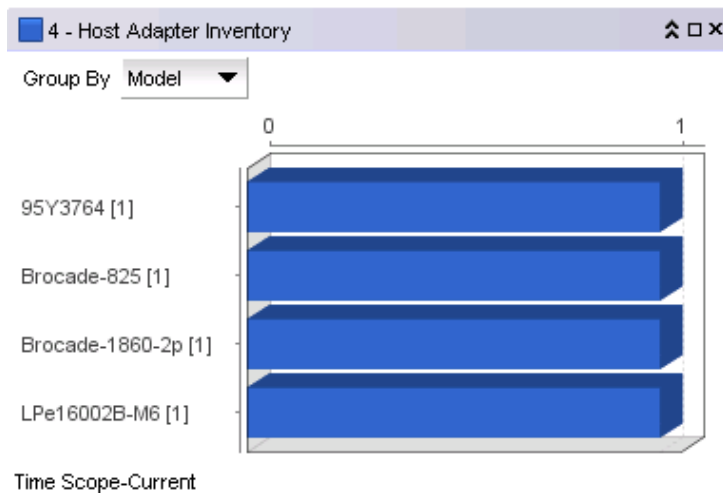 4 - Host Adapter Inventory
Group By Model
0 1
95Y3764 [1]
Brocade-825 [1]
Brocade-1860-2p [1]
LPe16002B-M6 [1]
Time Scope-Current